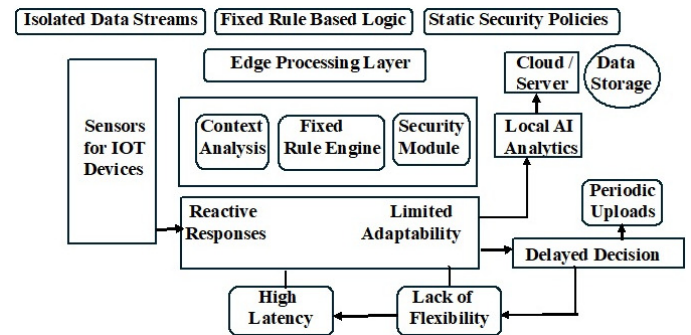 Isolated Data Streams
Fixed Rule Based Logic
Static Security Policies
Edge Processing Layer
Cloud /
Server
Data
Storage
Sensors
for IOT
Devices
Context
Analysis
Fixed
Rule Engine
Security
Module
Local AI
Analytics
Reactive
Responses
Limited
Adaptability
Periodic
Uploads
Delayed Decision
High
Latency
Lack of
Flexibility